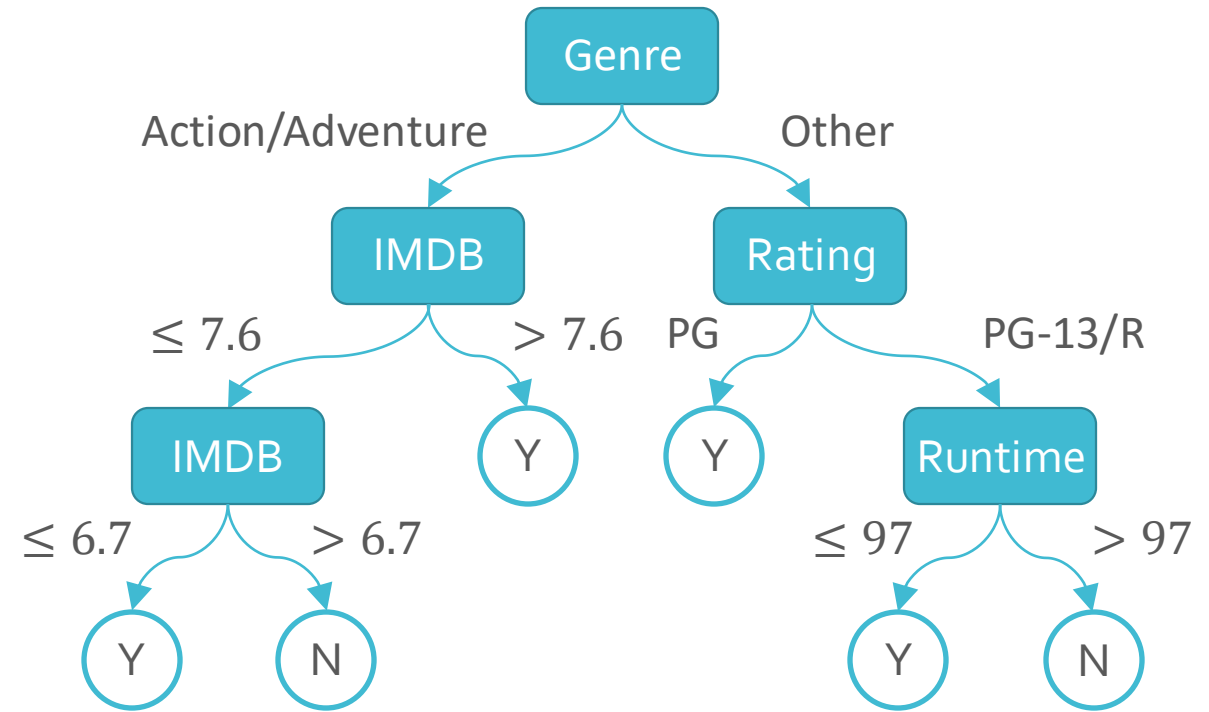 Genre
Action/Adventure
Other
IMDB
Rating
≤ 7.6
> 7.6
PG
PG-13/R
IMDB
Y
Y
Runtime
≤ 6.7
> 6.7
≤ 97
> 97
Y
N
Y
N